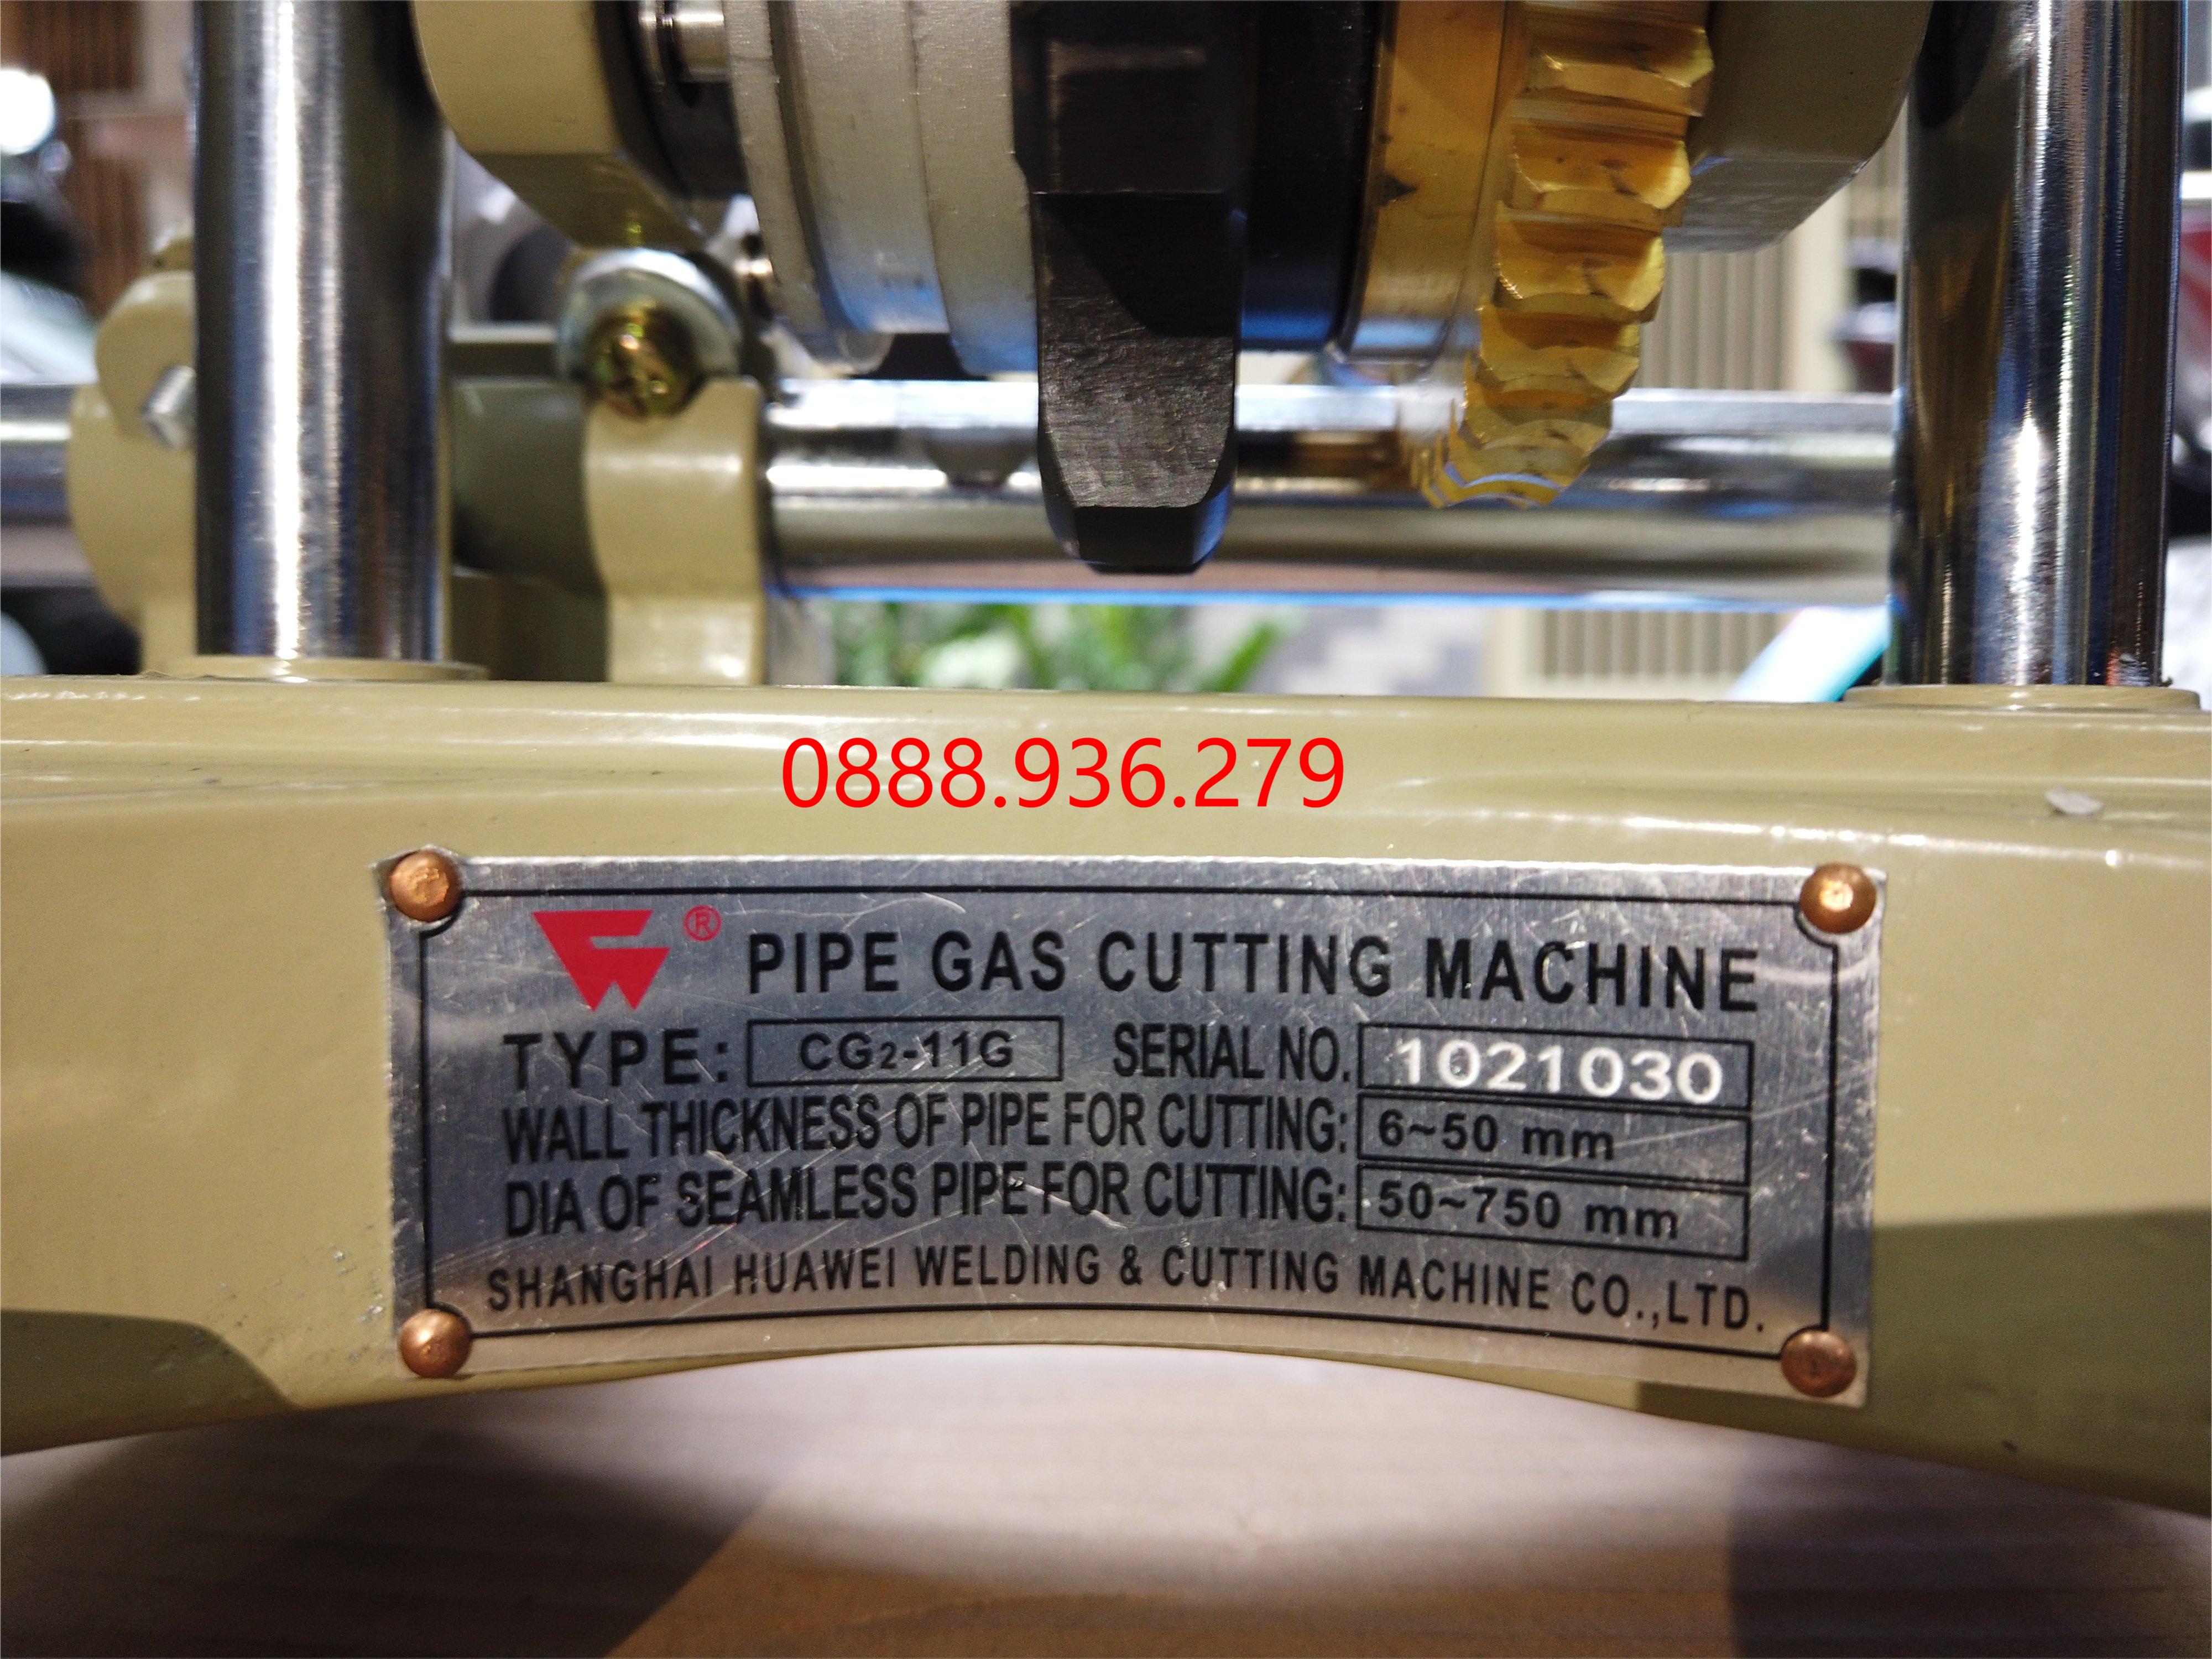 0888.936.279
® PIPE GAS CUTTING MACHINE
TYPE: CG2-11G SERIAL NO. 1021030
WALL THICKNESS OF PIPE FOR CUTTING: 6~50 mm
DIA OF SEAMLESS PIPE FOR CUTTING: 50~750 mm
SHANGHAI HUAWEI WELDING & CUTTING MACHINE CO.,LTD.